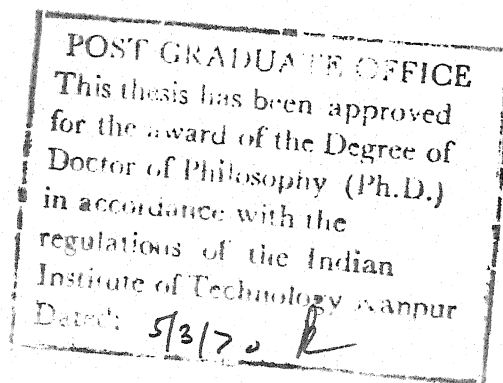 POST GRADUATE OFFICE
This thesis has been approved
for the award of the Degree of
Doctor of Philosophy (Ph.D.)
in accordance with the
regulations of the Indian
Institute of Technology Kanpur
Dated: 5/3/70